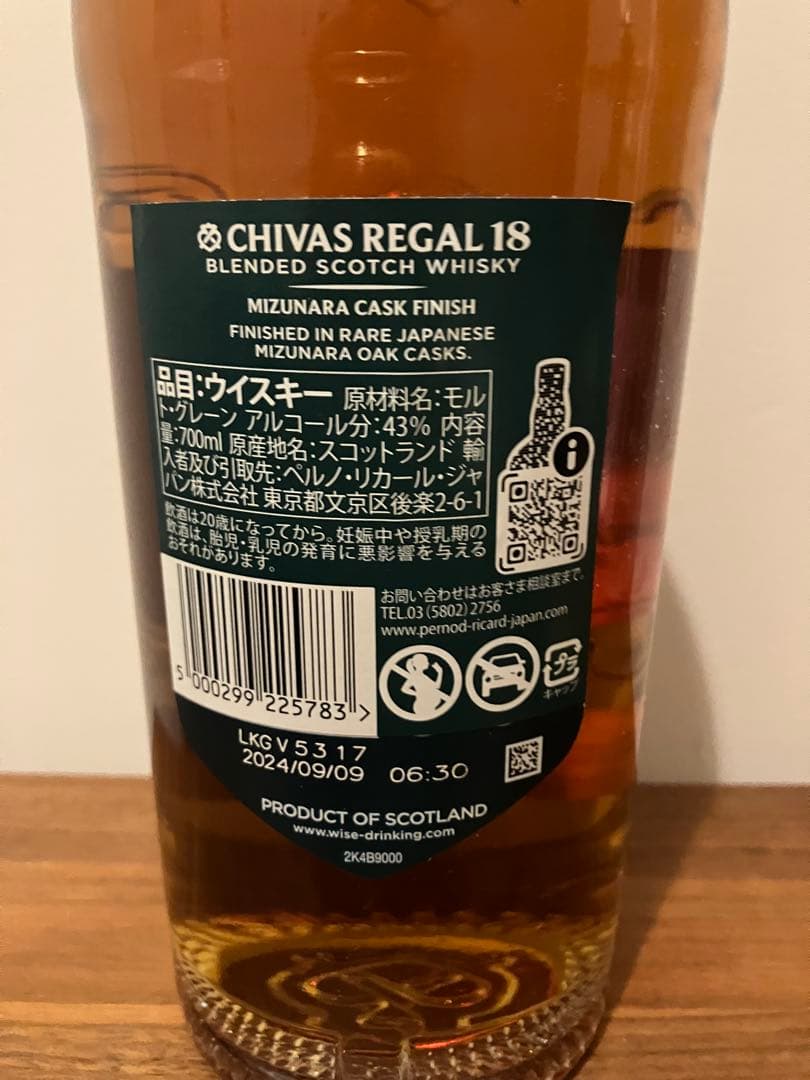 CHIVAS REGAL 18
BLENDED SCOTCH WHISKY
MIZUNARA CASK FINISH
FINISHED IN RARE JAPANESE
MIZUNARA OAK CASKS.
品目:ウイスキー 原材料名:モル
ト・グレーン アルコール分:43% 内容
量:700ml 原産地名:スコットランド 輸
入者及び引取先:ペルノ・リカール・ジャ
パン株式会社 東京都文京区後楽2-6-1
飲酒は20歳になってから。妊娠中や授乳期の
飲酒は、胎児・乳児の発育に悪影響を与える
おそれがあります。
お問い合わせはお客さま相談室まで。
TEL.03 (5802) 2756
www.pernod-ricard-japan.com
プラ
キャップ
5 000299 225783 >
LKG V 5 3 1 7
2024/09/09 06:30
PRODUCT OF SCOTLAND
www.wise-drinking.com
2K4B9000